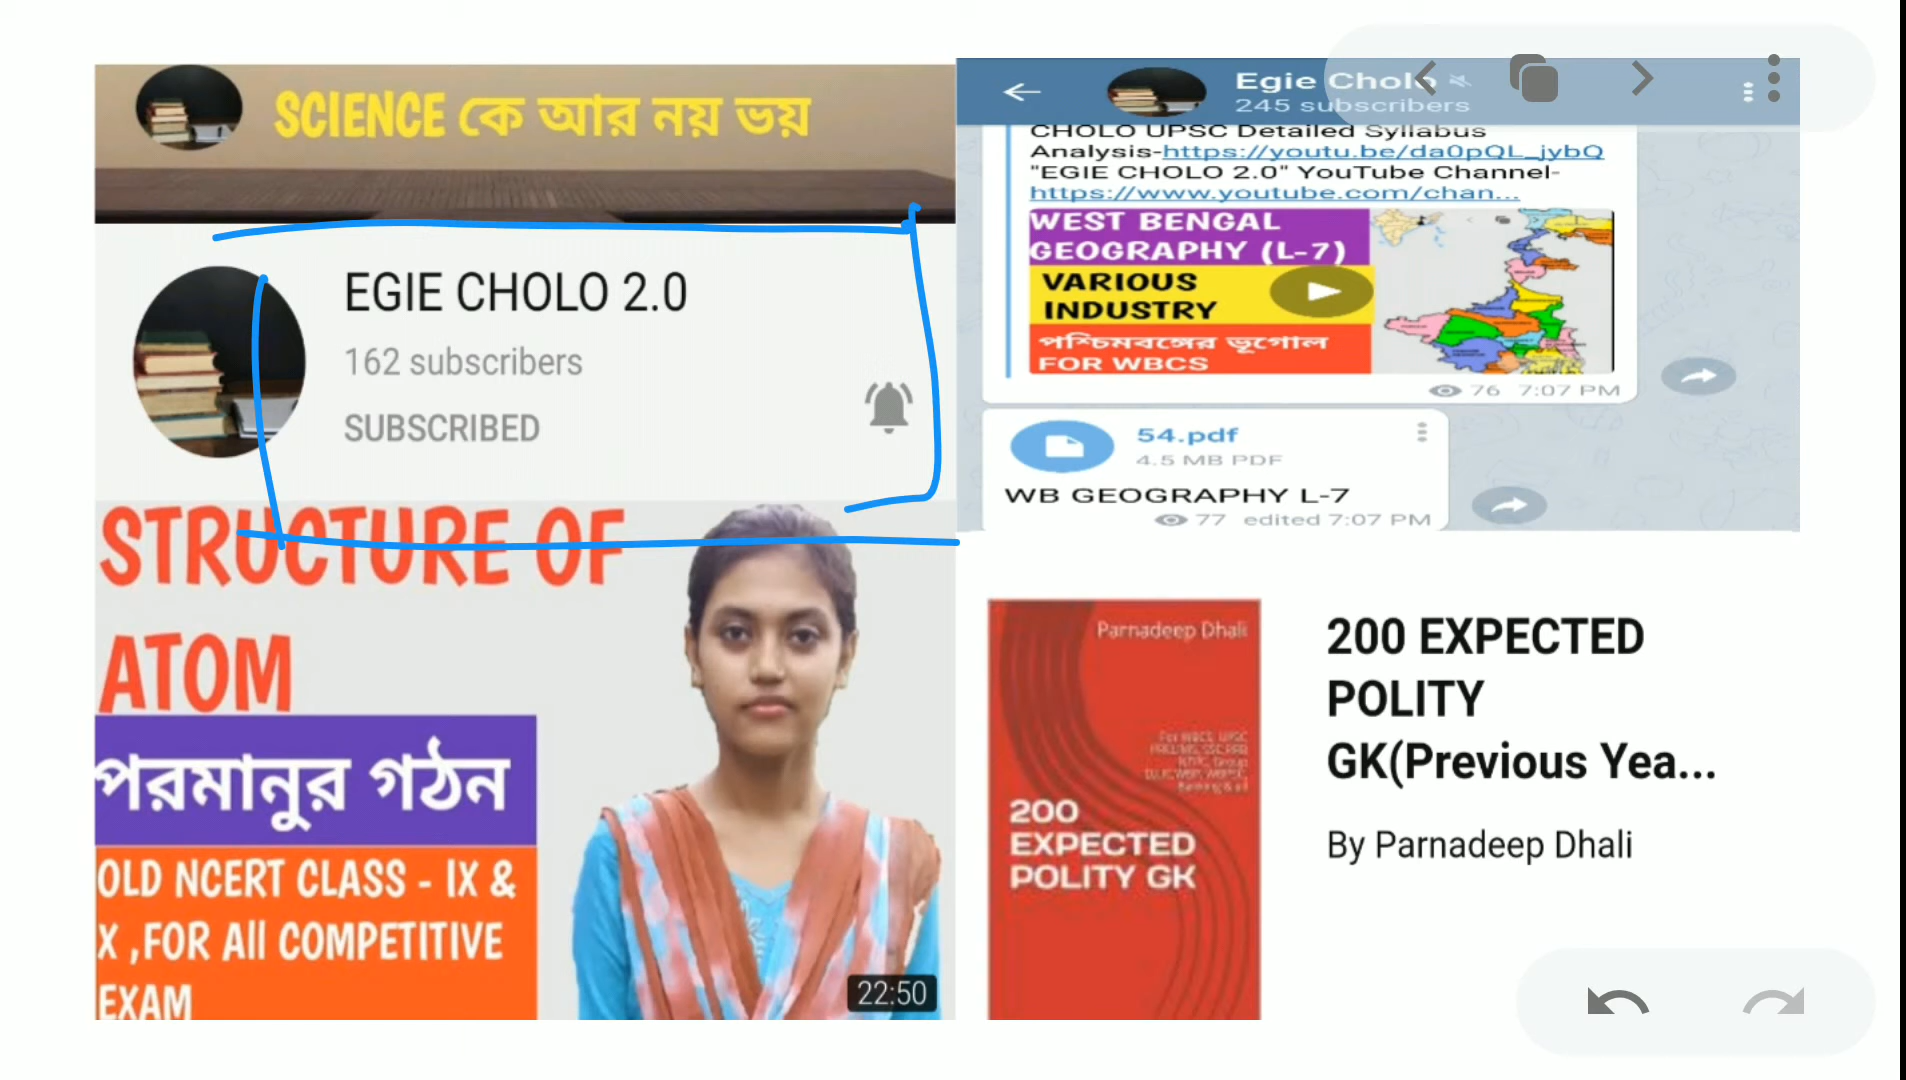 SCIENCE কে আর নয় ভয়
EGIE CHOLO 2.0
162 subscribers
SUBSCRIBED
STRUCTURE OF
ATOM
পরমানুর গঠন
OLD NCERT CLASS - IX &
X ,FOR All COMPETITIVE
EXAM
22:50
Egie Cholo
245 subscribers
CHOLO UPSC Detailed Syllabus
Analysis-https://youtu.be/da0pQL_jybQ
"EGIE CHOLO 2.0" YouTube Channel-
https://www.youtube.com/chan...
WEST BENGAL
GEOGRAPHY (L-7)
VARIOUS
INDUSTRY
পশ্চিমবঙ্গের ভূগোল
FOR WBCS
76 7:07 PM
54.pdf
4.5 MB PDF
WB GEOGRAPHY L-7
77 edited 7:07 PM
Parnadeep Dhali
200
EXPECTED
POLITY GK
200 EXPECTED
POLITY
GK(Previous Yea...
By Parnadeep Dhali